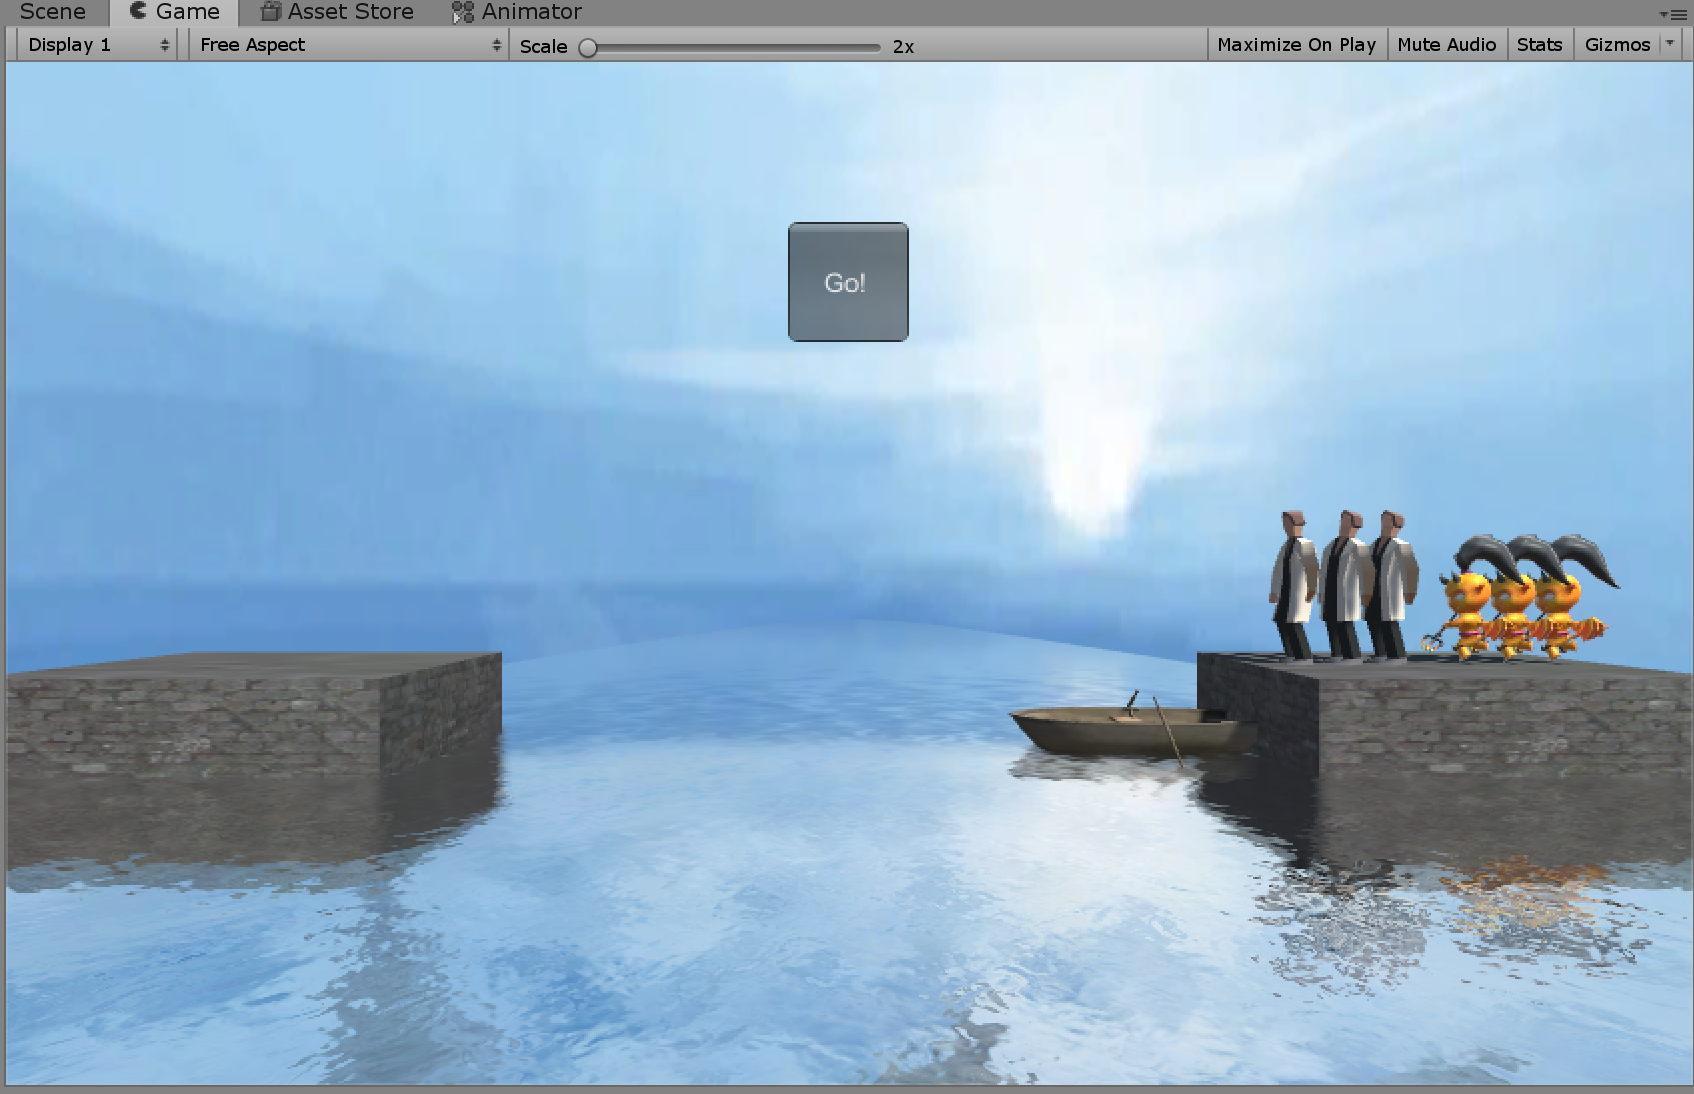 Scene Game Asset Store Animator
Display 1 Free Aspect Scale 2x Maximize On Play Mute Audio Stats Gizmos
Go!